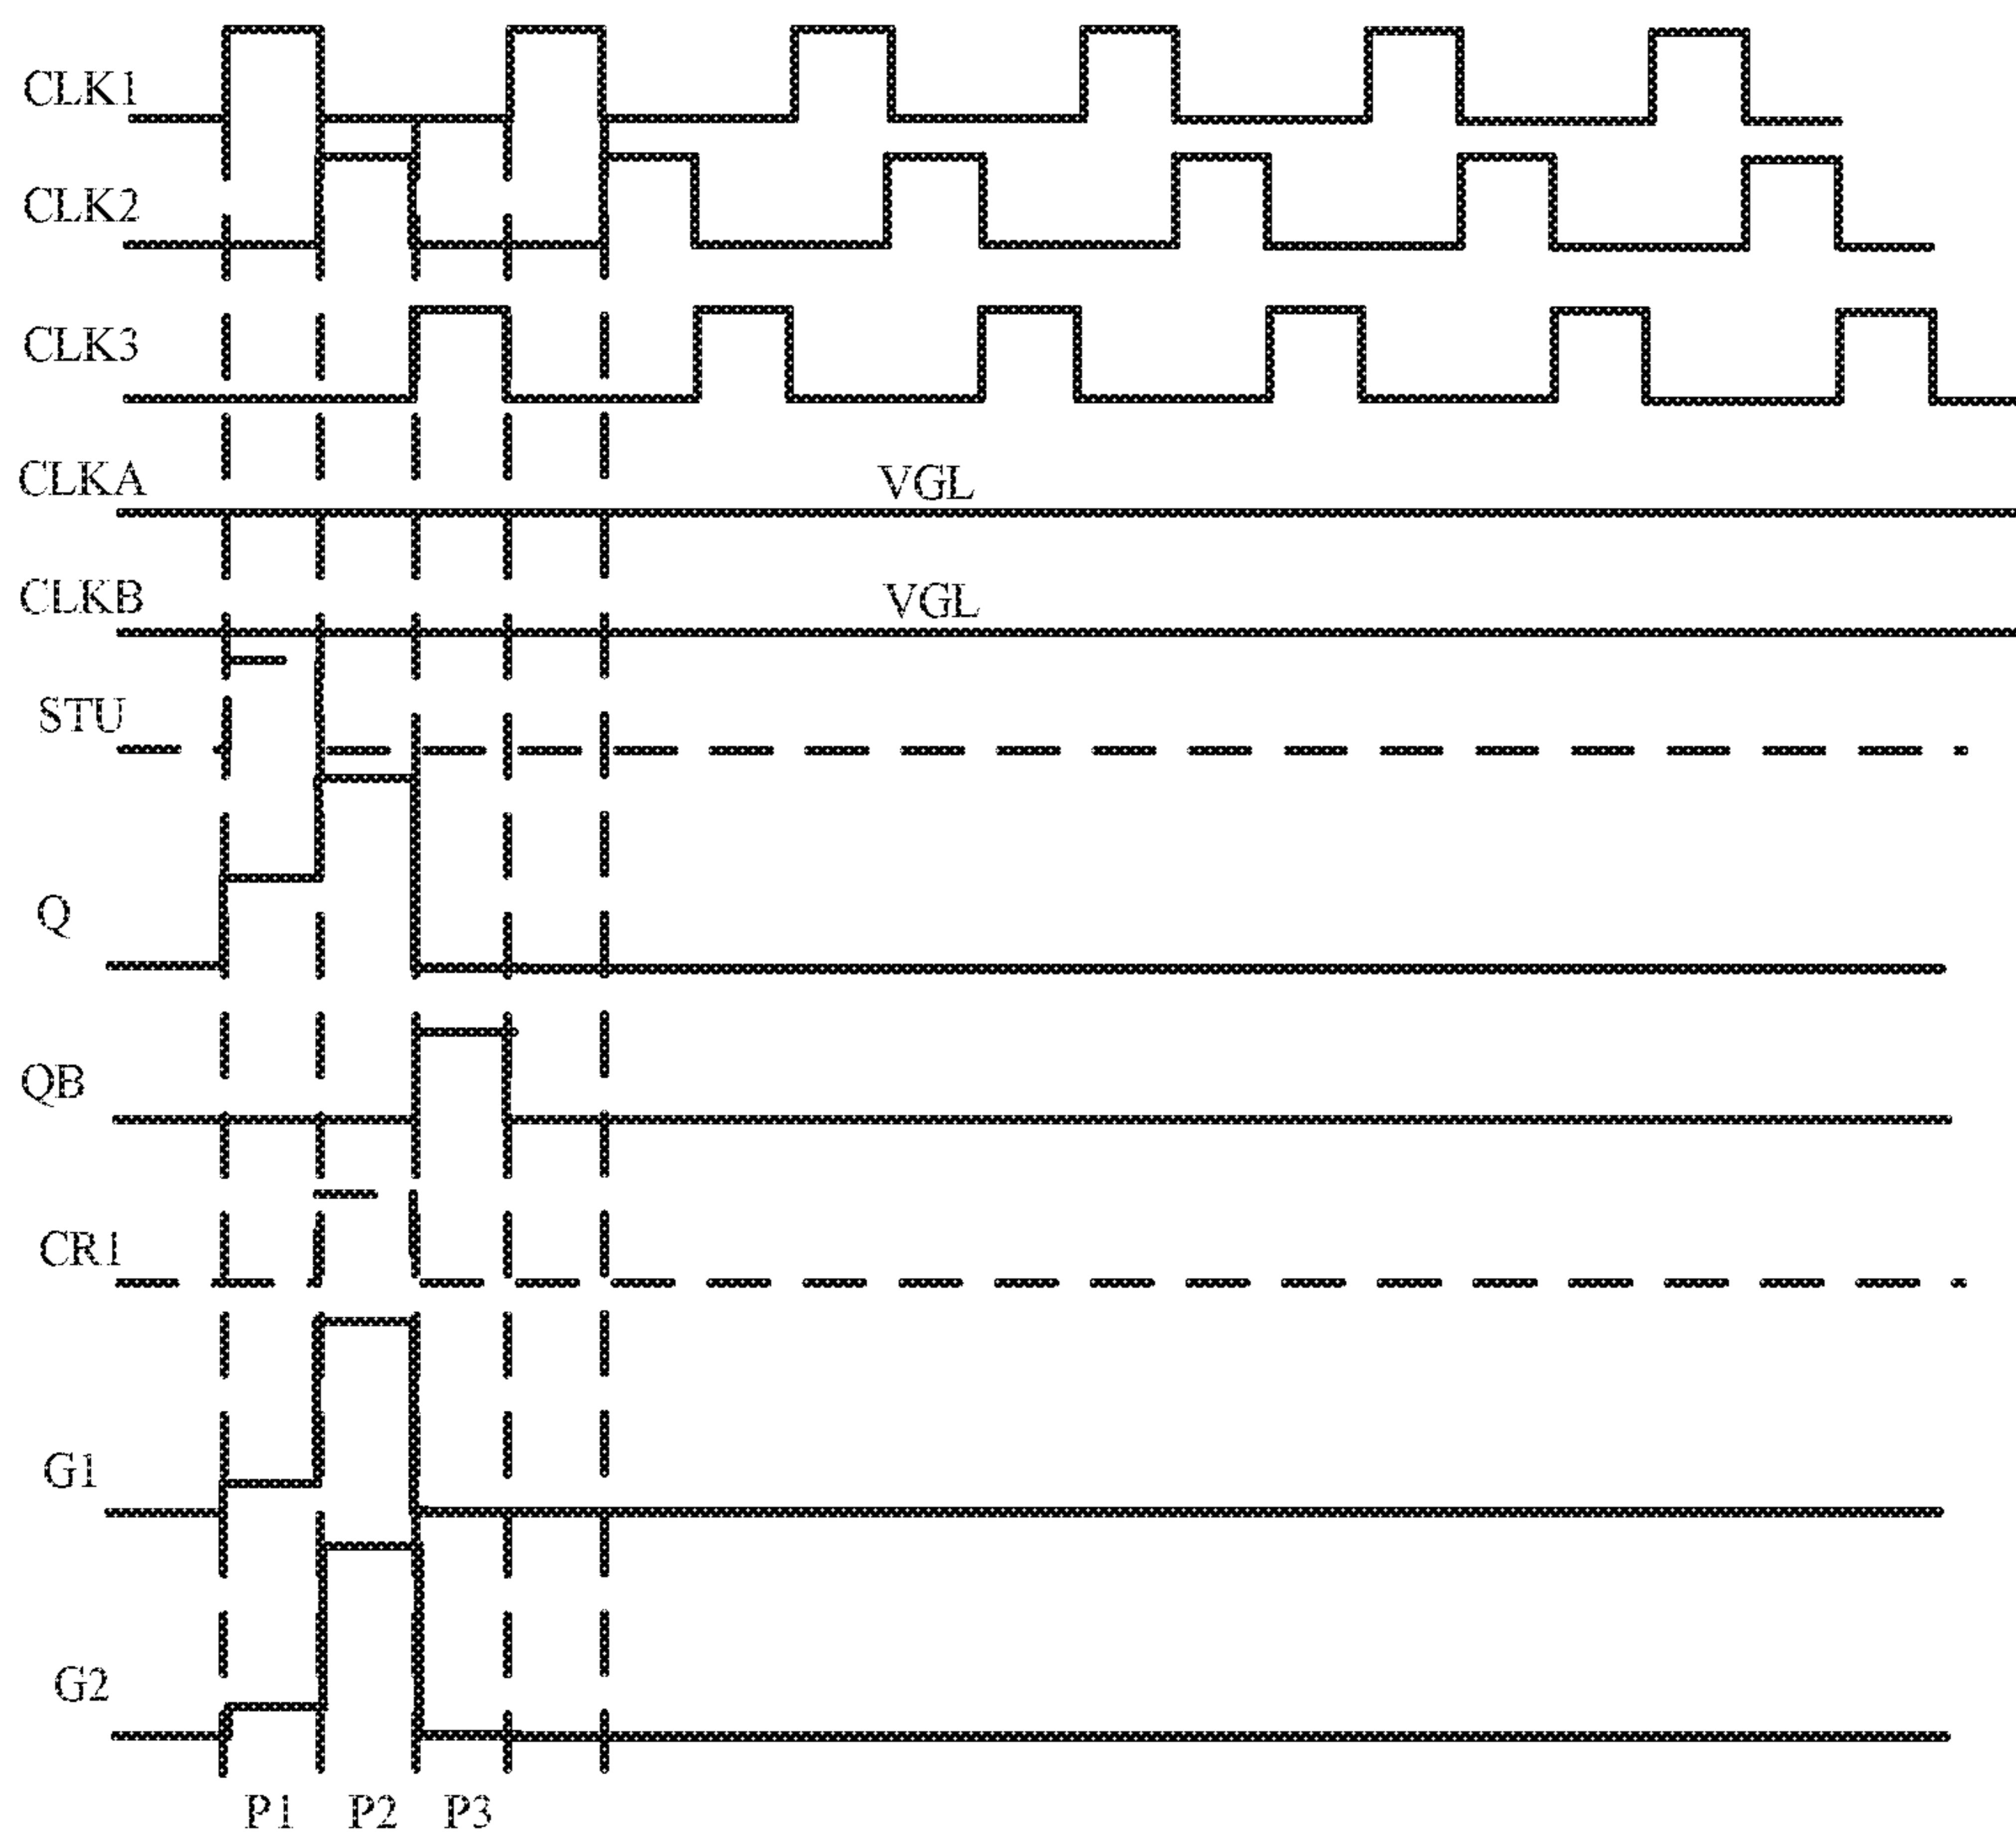 CLK1
CLK2
CLK3
CLKA
VGL
CLKB
VGL
STU
Q
QB
CR1
G1
G2
P1 P2 P3